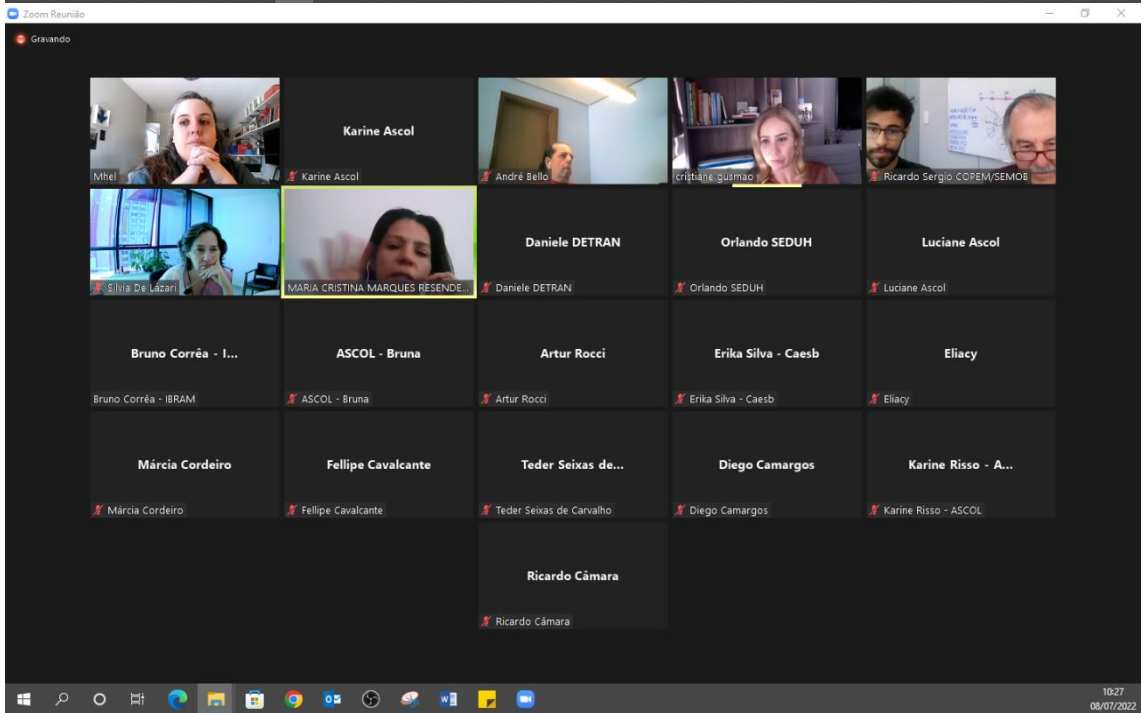 Zoom Reunião
Gravando
Mhel
Karine Ascol
Karine Ascol
André Bello
cristiane gusmao
Ricardo Sergio COPEM/SEMOB
Silvia De Lázari
MARIA CRISTINA MARQUES RESENDE...
Daniele DETRAN
Daniele DETRAN
Orlando SEDUH
Orlando SEDUH
Luciane Ascol
Luciane Ascol
Bruno Corrêa - I...
Bruno Corrêa - IBRAM
ASCOL - Bruna
ASCOL - Bruna
Artur Rocci
Artur Rocci
Erika Silva - Caesb
Erika Silva - Caesb
Eliacy
Eliacy
Márcia Cordeiro
Márcia Cordeiro
Fellipe Cavalcante
Fellipe Cavalcante
Teder Seixas de...
Teder Seixas de Carvalho
Diego Camargos
Diego Camargos
Karine Risso - A...
Karine Risso - ASCOL
Ricardo Câmara
Ricardo Câmara
10:27
08/07/2022